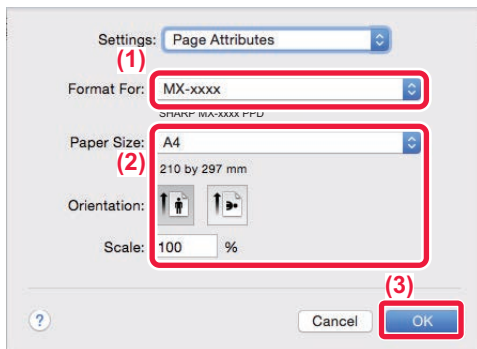 Settings: Page Attributes
(1)
Format For: MX-xxxx
SHARP MX-xxxx PPD
Paper Size: A4
(2)
210 by 297 mm
Orientation:
Scale: 100 %
(3)
? Cancel OK